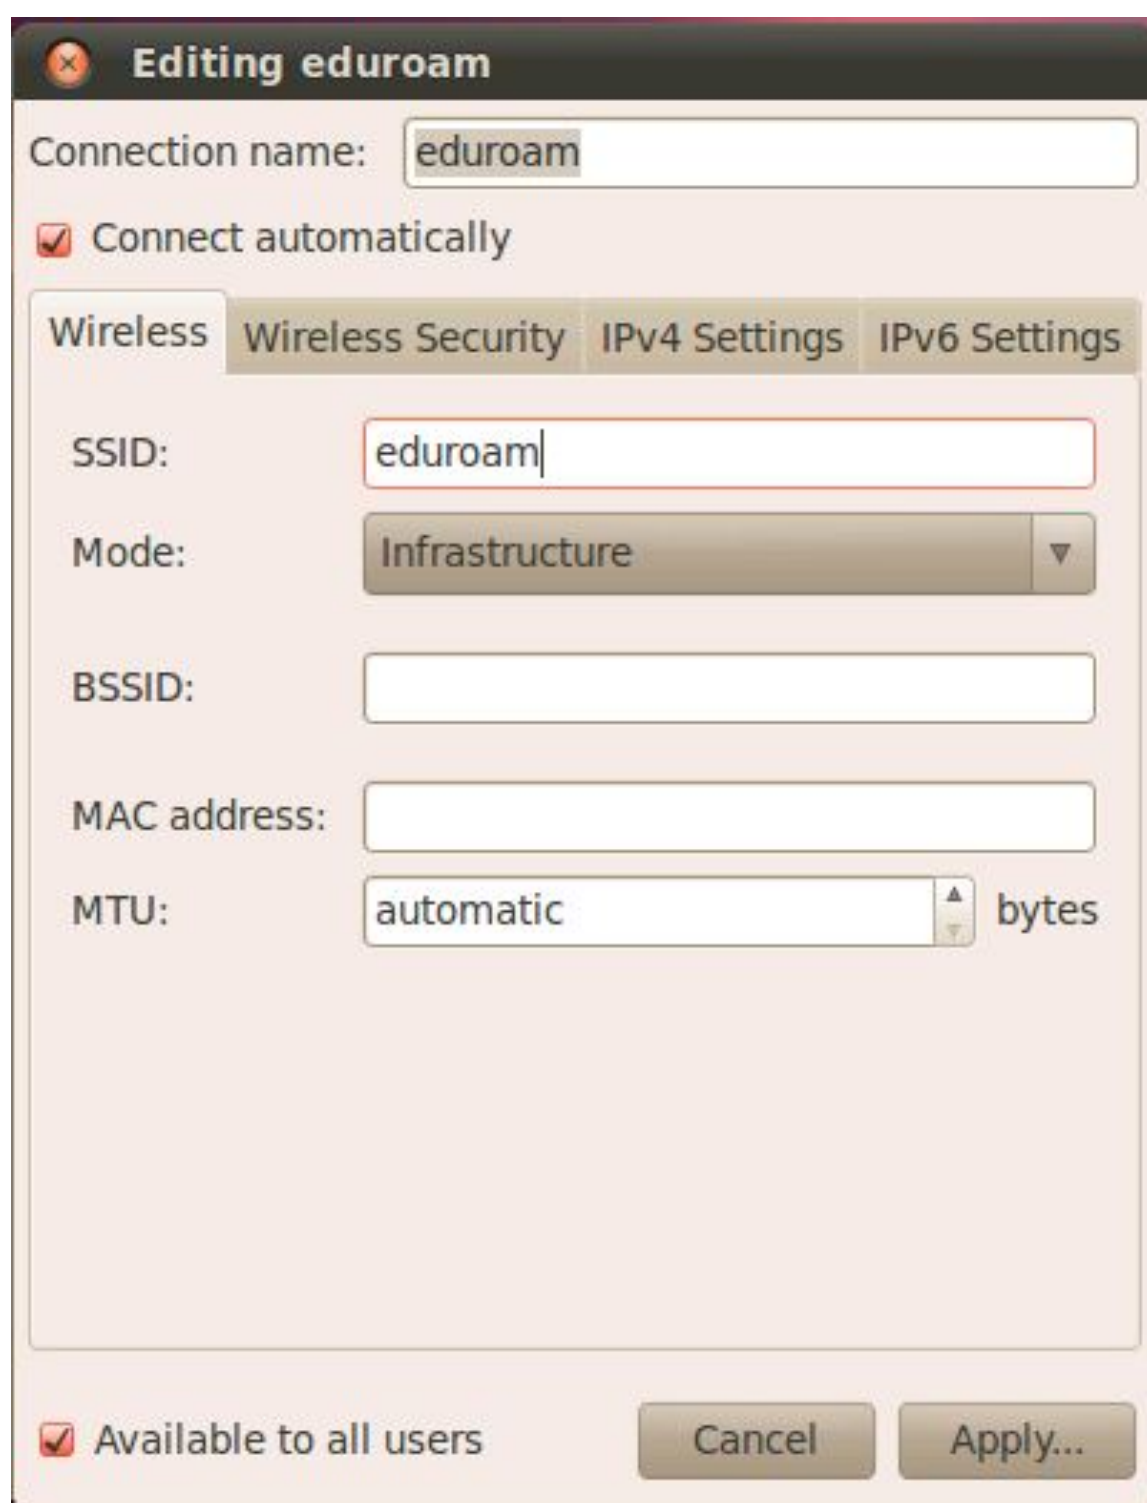 Editing eduroam
Connection name: eduroam
Connect automatically
Wireless Wireless Security IPv4 Settings IPv6 Settings
SSID: eduroam
Mode: Infrastructure
BSSID:
MAC address:
MTU: automatic bytes
Available to all users Cancel Apply...